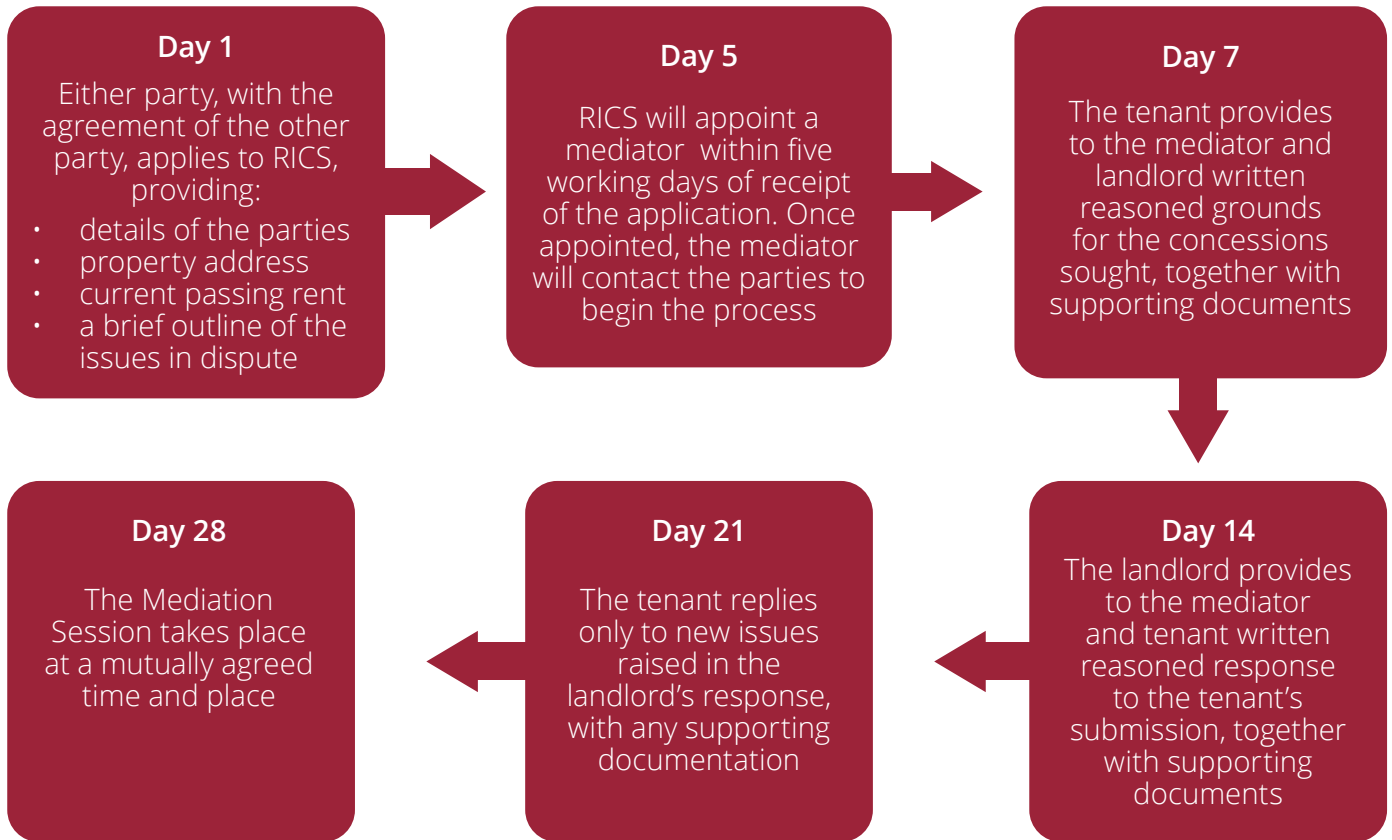 Day 1
Either party, with the
agreement of the other
party, applies to RICS,
providing:
• details of the parties
• property address
• current passing rent
• a brief outline of the
issues in dispute
Day 5
RICS will appoint a
mediator  within five
working days of receipt
of the application. Once
appointed, the mediator
will contact the parties to
begin the process
Day 7
The tenant provides
to the mediator and
landlord written
reasoned grounds
for the concessions
sought, together with
supporting documents
Day 14
The landlord provides
to the mediator
and tenant written
reasoned response
to the tenant’s
submission, together
with supporting
documents
Day 21
The tenant replies
only to new issues
raised in the
landlord’s response,
with any supporting
documentation
Day 28
The Mediation
Session takes place
at a mutually agreed
time and place